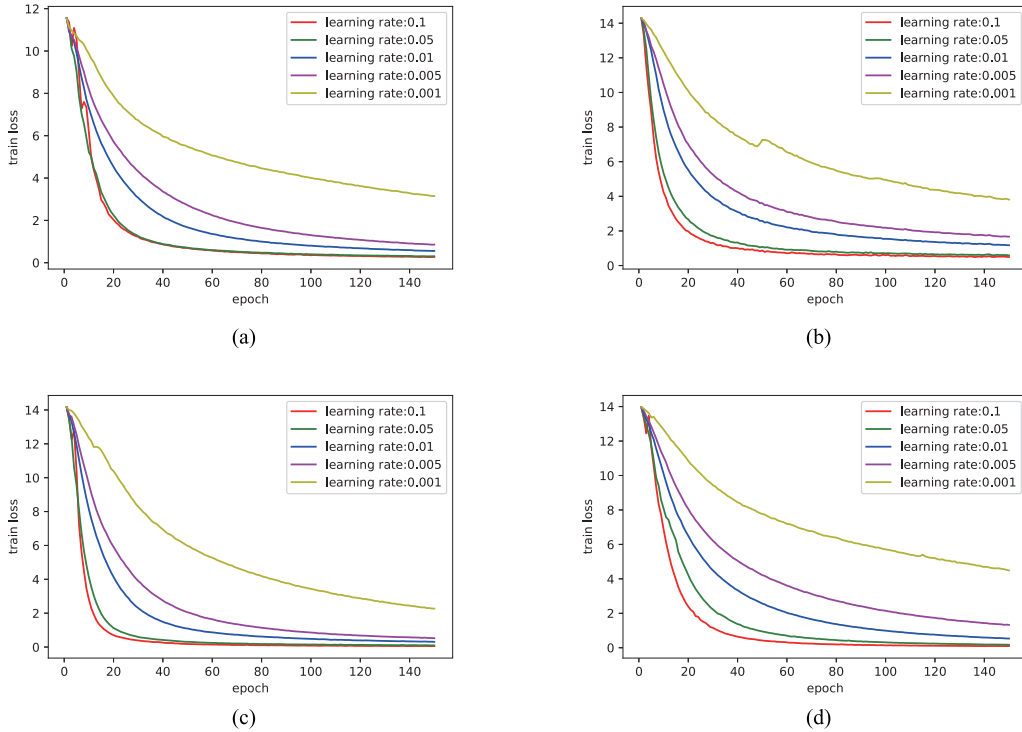 12
10
8
6
4
2
0
train loss
0 20 40 60 80 100 120 140
epoch
learning rate:0.1
learning rate:0.05
learning rate:0.01
learning rate:0.005
learning rate:0.001
(a)
14
12
10
8
6
4
2
0
train loss
0 20 40 60 80 100 120 140
epoch
learning rate:0.1
learning rate:0.05
learning rate:0.01
learning rate:0.005
learning rate:0.001
(b)
14
12
10
8
6
4
2
0
train loss
0 20 40 60 80 100 120 140
epoch
learning rate:0.1
learning rate:0.05
learning rate:0.01
learning rate:0.005
learning rate:0.001
(c)
14
12
10
8
6
4
2
0
train loss
0 20 40 60 80 100 120 140
epoch
learning rate:0.1
learning rate:0.05
learning rate:0.01
learning rate:0.005
learning rate:0.001
(d)